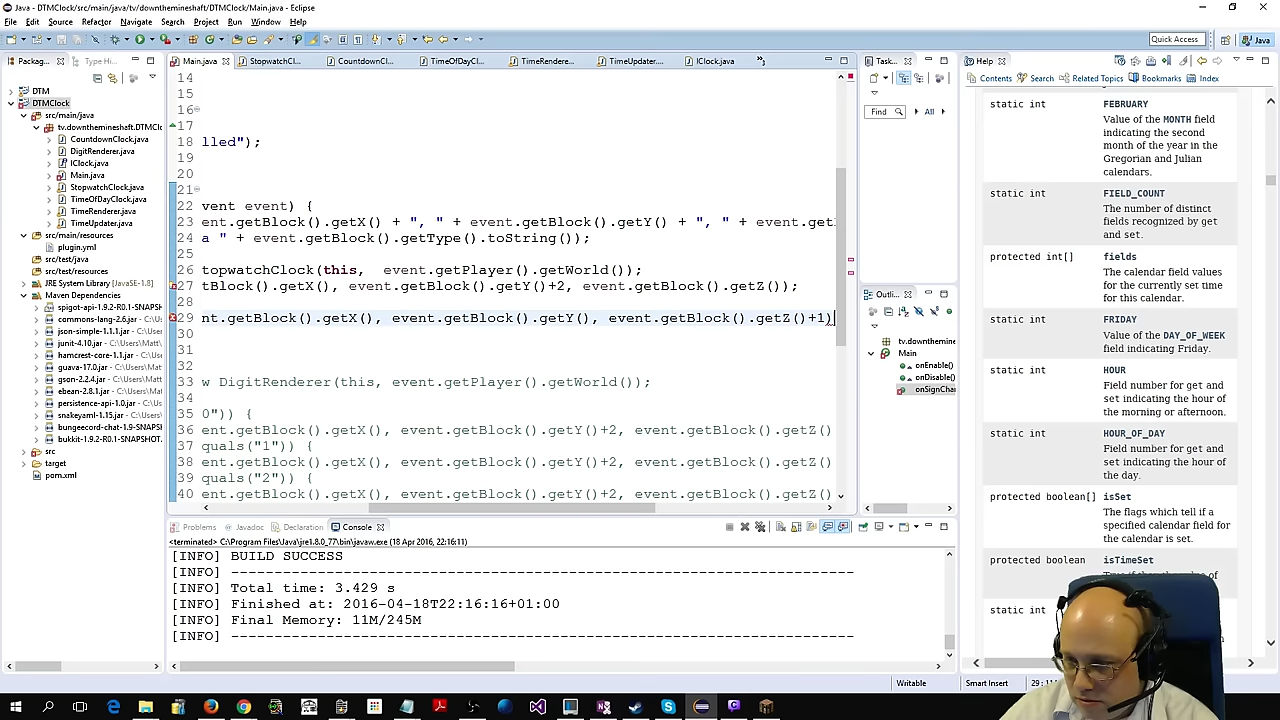 Java - DTMClock/src/main/java/tv/downthemineshaft/DTMClock/Main.java - Eclipse
File Edit Source Refactor Navigate Search Project Run Window Help
Quick Access
Java
Packag...
Type Hi...
Main.java
StopwatchCl...
CountdownCl...
TimeOfDayCl...
TimeRendere...
TimeUpdater...
IClock.java
Task...
Help
DTM
DTMClock
src/main/java
tv.downthemineshaft.DTMCl
CountdownClock.java
DigitRenderer.java
IClock.java
Main.java
StopwatchClock.java
TimeOfDayClock.java
TimeRenderer.java
TimeUpdater.java
src/main/resources
plugin.yml
src/test/java
src/test/resources
JRE System Library [JavaSE-1.8]
Maven Dependencies
spigot-api-1.9.2-R0.1-SNAPSH
commons-lang-2.6.jar - C:\Us
json-simple-1.1.1.jar - C:\Use
junit-4.10.jar - C:\Users\Matt
hamcrest-core-1.1.jar - C:\Us
guava-17.0.jar - C:\Users\Mat
gson-2.2.4.jar - C:\Users\Mat
ebean-2.8.1.jar - C:\Users\M
persistence-api-1.0.jar - C:\U
snakeyaml-1.15.jar - C:\Users
bungeecord-chat-1.9-SNAPSH
bukkit-1.9.2-R0.1-SNAPSHOT.
src
target
pom.xml
14
15
16
17
18 lled");
19
20
21
22 vent event) {
23 ent.getBlock().getX() + ", " + event.getBlock().getY() + ", " + event.get
24 a " + event.getBlock().getType().toString());
25
26 topwatchClock(this, event.getPlayer().getWorld());
27 tBlock().getX(), event.getBlock().getY()+2, event.getBlock().getZ());
28
29 nt.getBlock().getX(), event.getBlock().getY(), event.getBlock().getZ()+1)
30
31
32
33 w DigitRenderer(this, event.getPlayer().getWorld());
34
35 0")) {
36 ent.getBlock().getX(), event.getBlock().getY()+2, event.getBlock().getZ()
37 quals("1")) {
38 ent.getBlock().getX(), event.getBlock().getY()+2, event.getBlock().getZ()
39 quals("2")) {
40 ent.getBlock().getX(), event.getBlock().getY()+2, event.getBlock().getZ()
Find
All
Outli...
tv.downthemine
Main
onEnable()
onDisable()
onSignCha
Contents Search Related Topics Bookmarks Index
static int FEBRUARY
Value of the MONTH field
indicating the second
month of the year in the
Gregorian and Julian
calendars.
static int FIELD_COUNT
The number of distinct
fields recognized by get
and set.
protected int[] fields
The calendar field values
for the currently set time
for this calendar.
static int FRIDAY
Value of the DAY_OF_WEEK
field indicating Friday.
static int HOUR
Field number for get and
set indicating the hour of
the morning or afternoon.
static int HOUR_OF_DAY
Field number for get and
set indicating the hour of
the day.
protected boolean[] isSet
The flags which tell if a
specified calendar field for
the calendar is set.
protected boolean isTimeSet
static int
Problems Javadoc Declaration Console
<terminated> C:\Program Files\Java\jre1.8.0_77\bin\javaw.exe (18 Apr 2016, 22:16:11)
[INFO] BUILD SUCCESS
[INFO] ------------------------------------------------------------------------
[INFO] Total time: 3.429 s
[INFO] Finished at: 2016-04-18T22:16:16+01:00
[INFO] Final Memory: 11M/245M
[INFO] ------------------------------------------------------------------------
Writable
Smart Insert